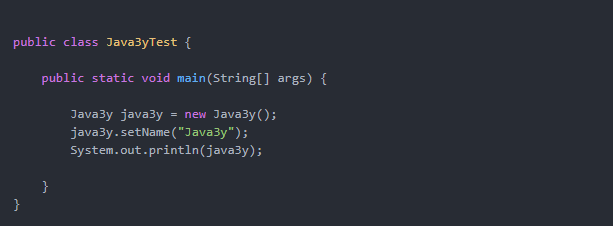 public class Java3yTest {
public static void main(String[] args) {
Java3y java3y = new Java3y();
java3y.setName("Java3y");
System.out.println(java3y);
}
}